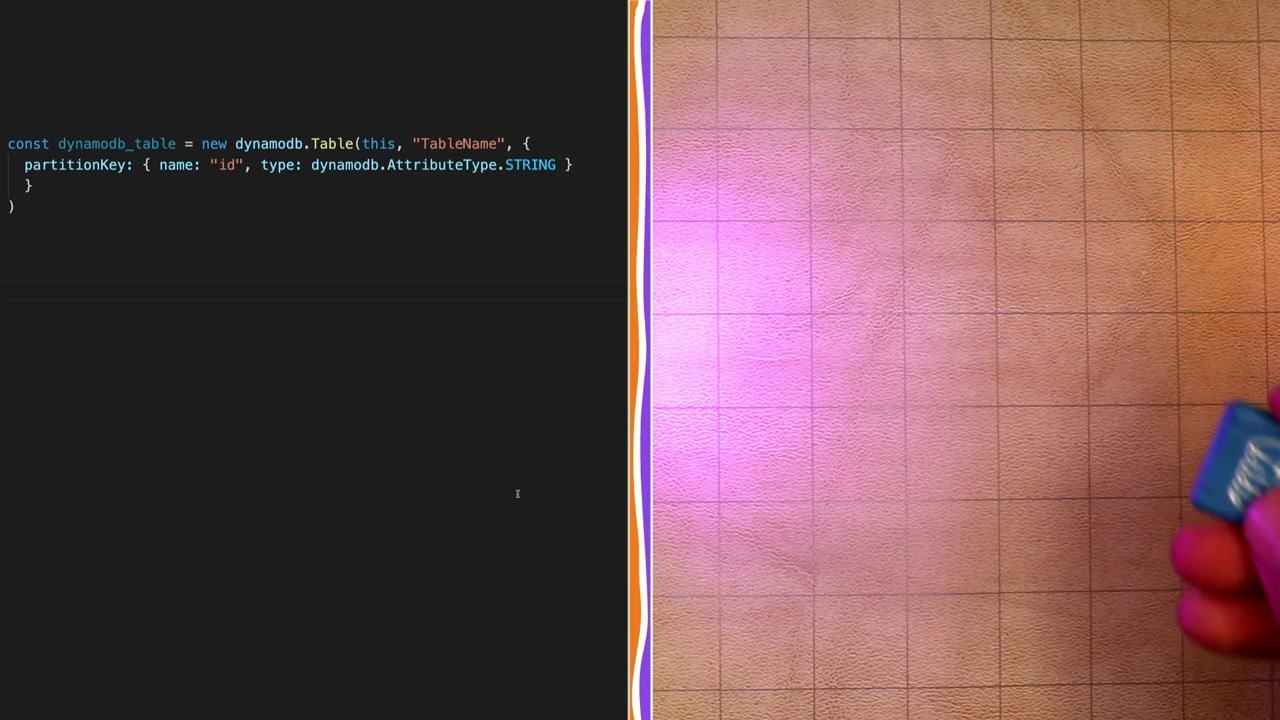 const dynamodb_table = new dynamodb.Table(this, "TableName", {
  partitionKey: { name: "id", type: dynamodb.AttributeType.STRING }
  }
)